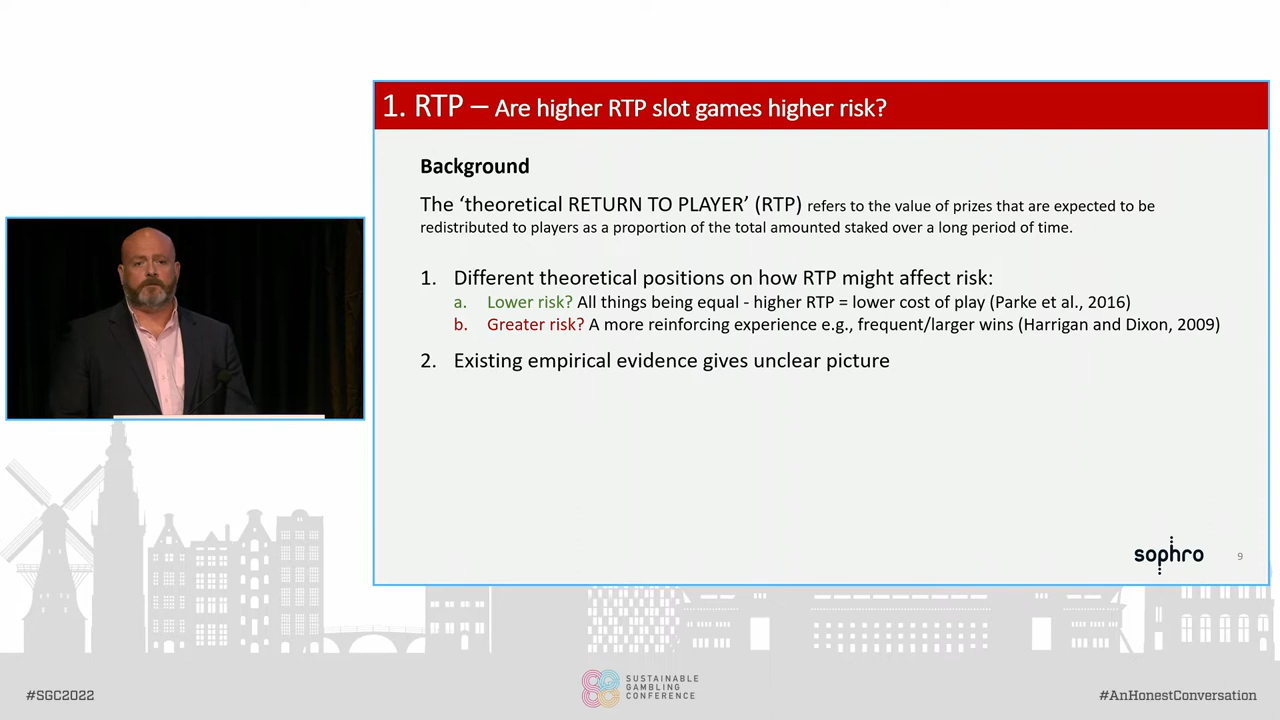 1. RTP – Are higher RTP slot games higher risk?
Background
The ‘theoretical RETURN TO PLAYER’ (RTP) refers to the value of prizes that are expected to be
redistributed to players as a proportion of the total amounted staked over a long period of time.
1. Different theoretical positions on how RTP might affect risk:
a. Lower risk? All things being equal - higher RTP = lower cost of play (Parke et al., 2016)
b. Greater risk? A more reinforcing experience e.g., frequent/larger wins (Harrigan and Dixon, 2009)
2. Existing empirical evidence gives unclear picture
sophro
9
#SGC2022
SUSTAINABLE
GAMBLING
CONFERENCE
#AnHonestConversation